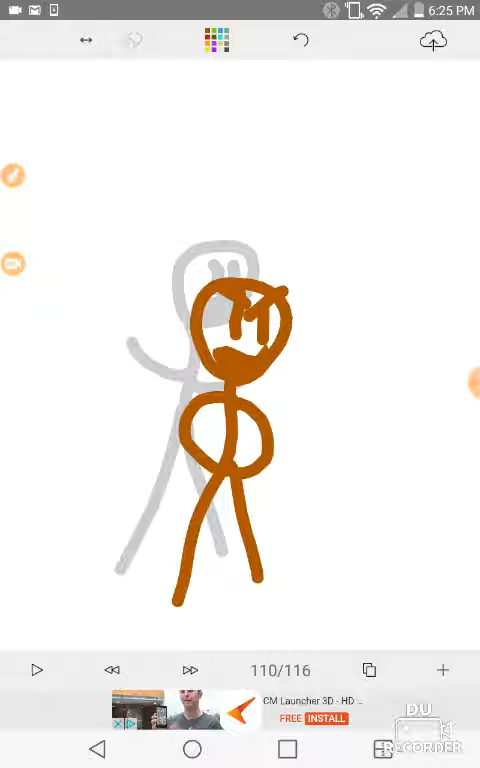 6:25 PM
110/116
CM Launcher 3D - HD ...
FREE INSTALL
DU
RECORDER